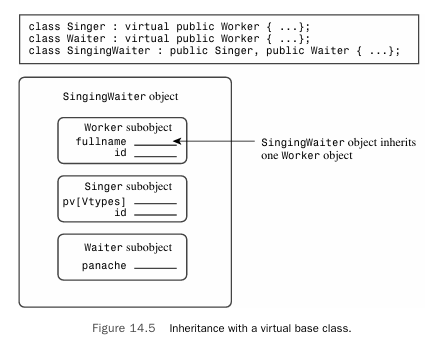 class Singer : virtual public Worker { ...};
class Waiter : virtual public Worker { ...};
class SingingWaiter : public Singer, public Waiter { ...};
SingingWaiter object
Worker subobject
fullname
id
SingingWaiter object inherits
one Worker object
Singer subobject
pv[Vtypes]
id
Waiter subobject
panache
Figure 14.5 Inheritance with a virtual base class.